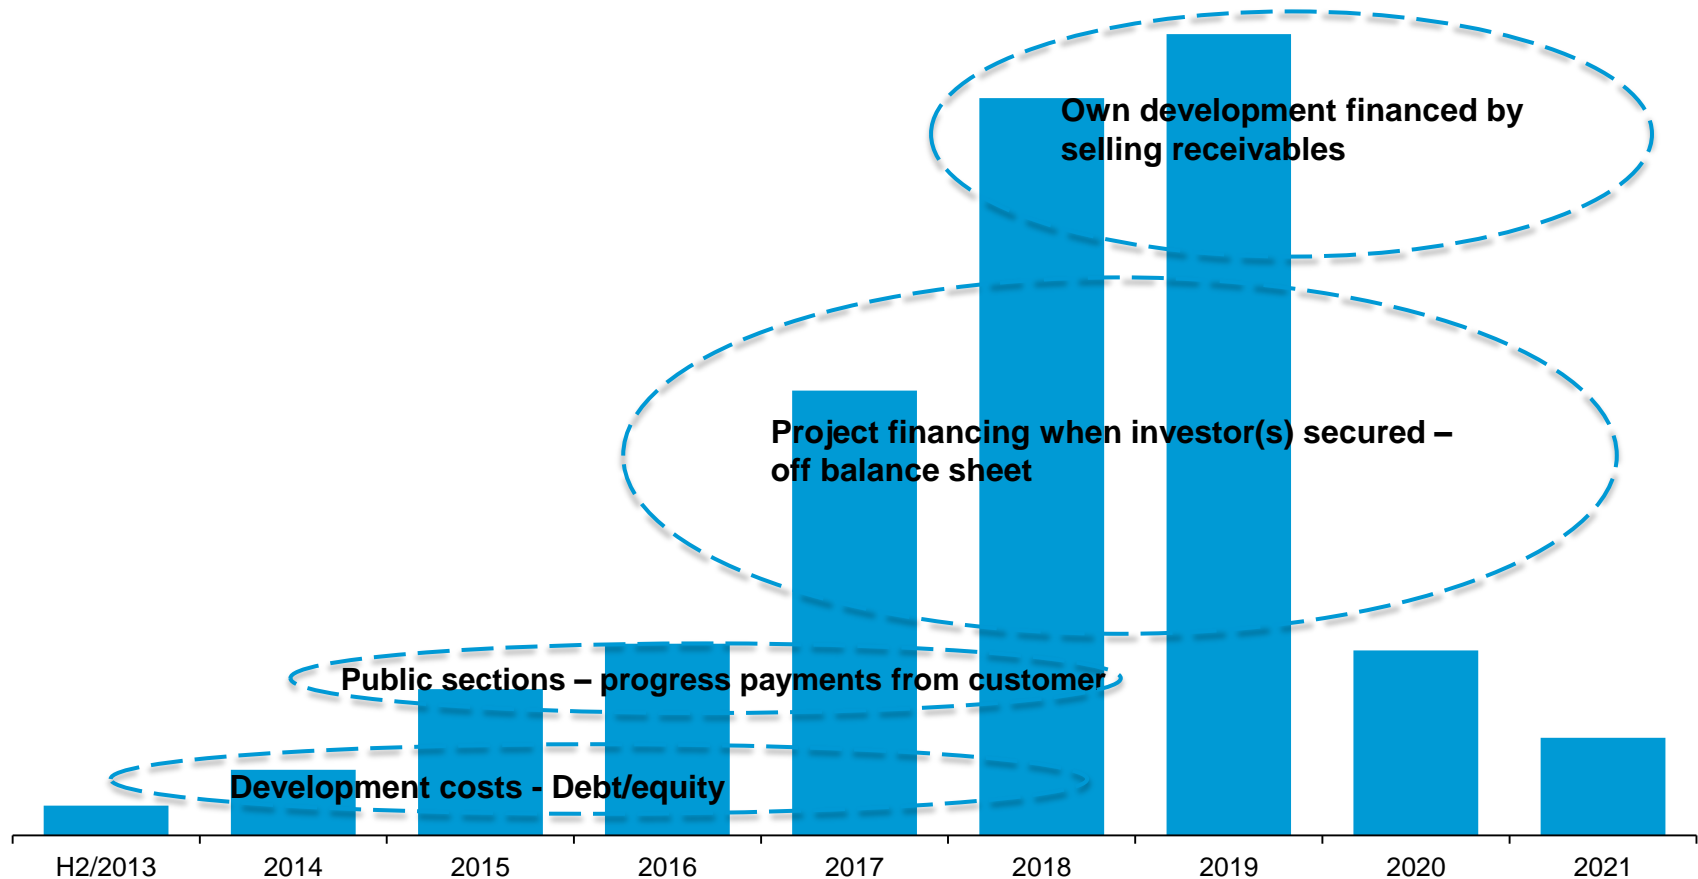 Own development financed by
selling receivables
Project financing when investor(s) secured –
off balance sheet
Public sections – progress payments from customer
Development costs - Debt/equity
H2/2013 2014 2015 2016 2017 2018 2019 2020 2021